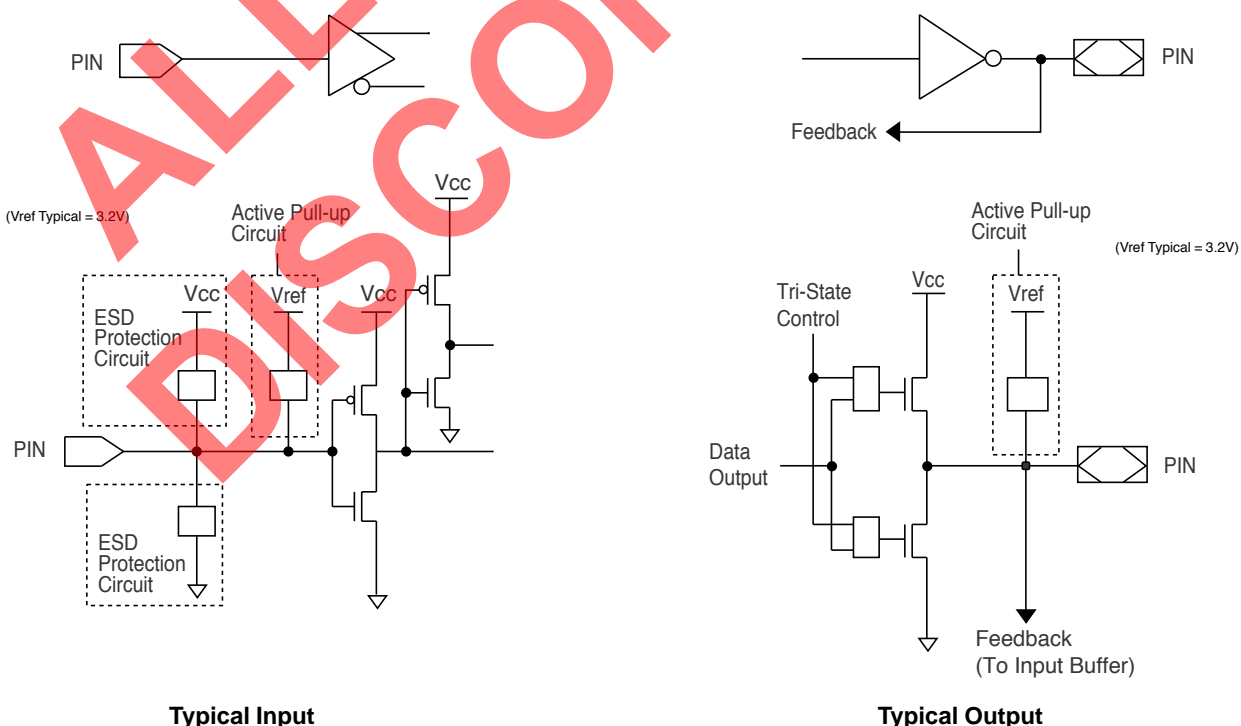 PIN
PIN
Feedback
ALL
DISCON
(Vref Typical = 3.2V)
Active Pull-up
Circuit
Vcc
ESD
Protection
Circuit
Vcc
Vref
Vcc
PIN
ESD
Protection
Circuit
Typical Input
Active Pull-up
Circuit
(Vref Typical = 3.2V)
Tri-State
Control
Vcc
Vref
Data
Output
PIN
Feedback
(To Input Buffer)
Typical Output